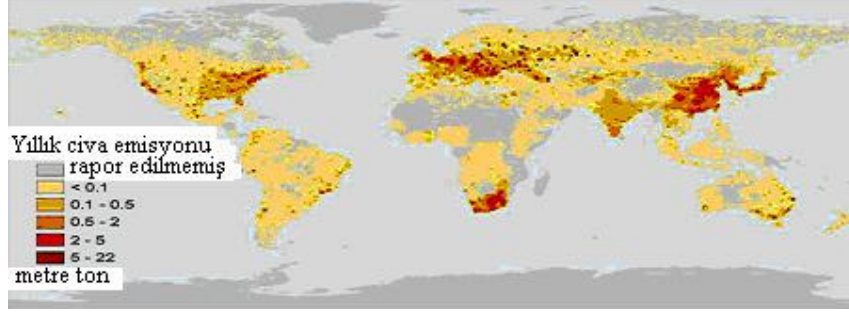 Yıllık civa emisyonu
rapor edilmemiş
< 0.1
0.1 - 0.5
0.5 - 2
2 - 5
5 - 22
metre ton